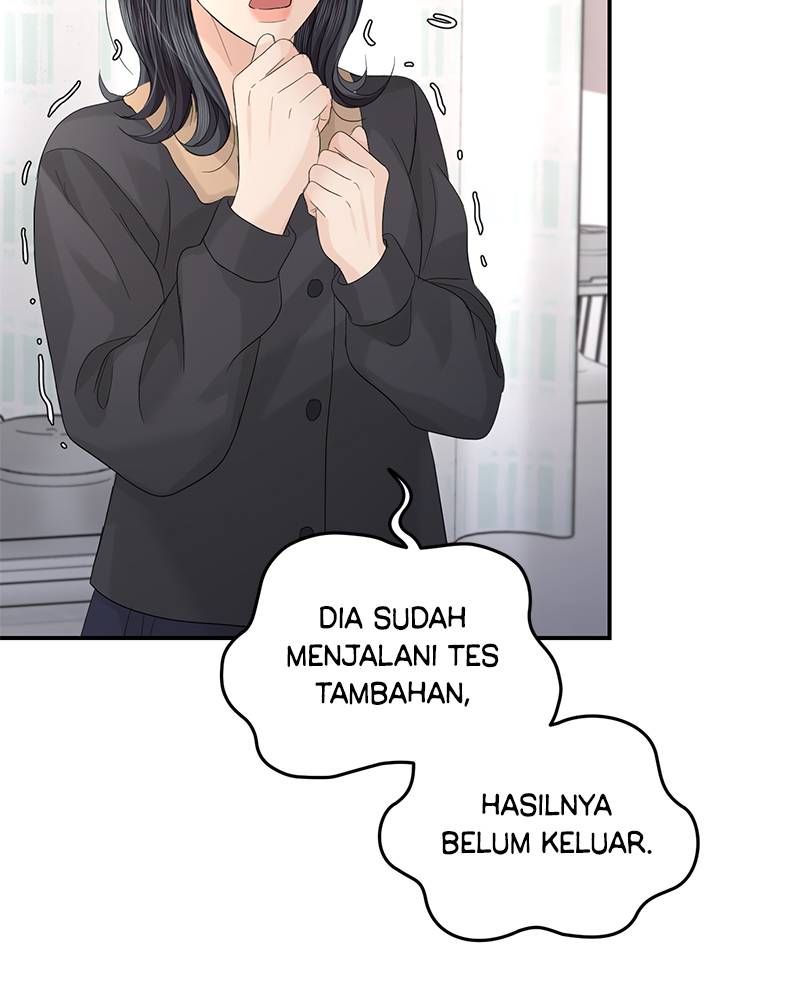 DIA SUDAH
MENJALANI TES
TAMBAHAN,
HASILNYA
BELUM KELUAR.